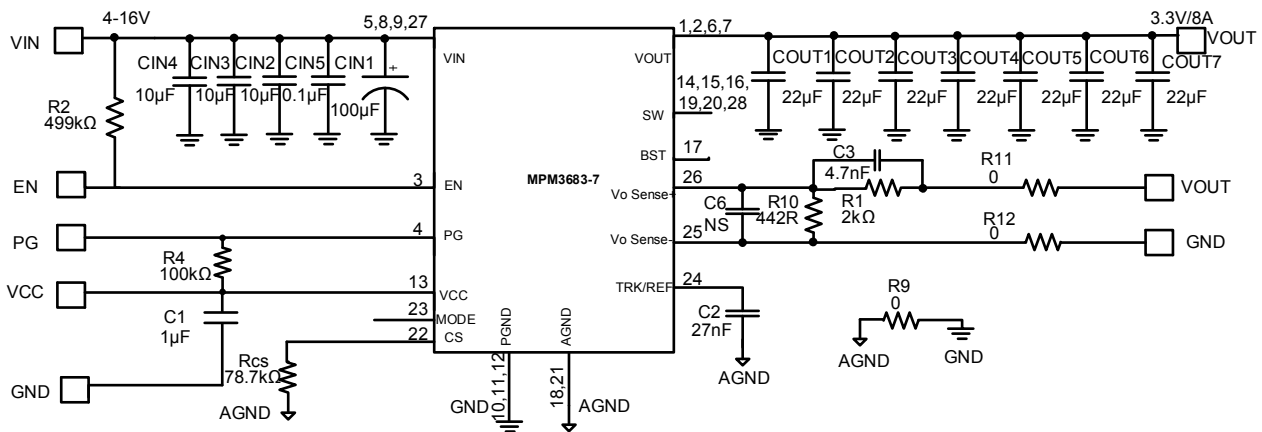 4-16V
VIN
5,8,9,27
VIN
R2
499kΩ
CIN4
10µF
CIN3
10µF
CIN2
10µF
CIN5
0.1µF
CIN1
+
100µF
EN
3
EN
PG
4
PG
R4
100kΩ
VCC
13
VCC
C1
1µF
23
MODE
22
CS
Rcs
78.7kΩ
AGND
GND
MPM3683-7
PGND
10,11,12
GND
AGND
18,21
AGND
1,2,6,7
VOUT
3.3V/8A
VOUT
COUT1
22µF
COUT2
22µF
COUT3
22µF
COUT4
22µF
COUT5
22µF
COUT6
22µF
COUT7
22µF
14,15,16,
19,20,28
SW
17
BST
26
Vo Sense+
C3
4.7nF
R11
0
VOUT
C6
NS
R10
442R
R1
2kΩ
25
Vo Sense-
R12
0
GND
24
TRK/REF
C2
27nF
AGND
R9
0
AGND
GND